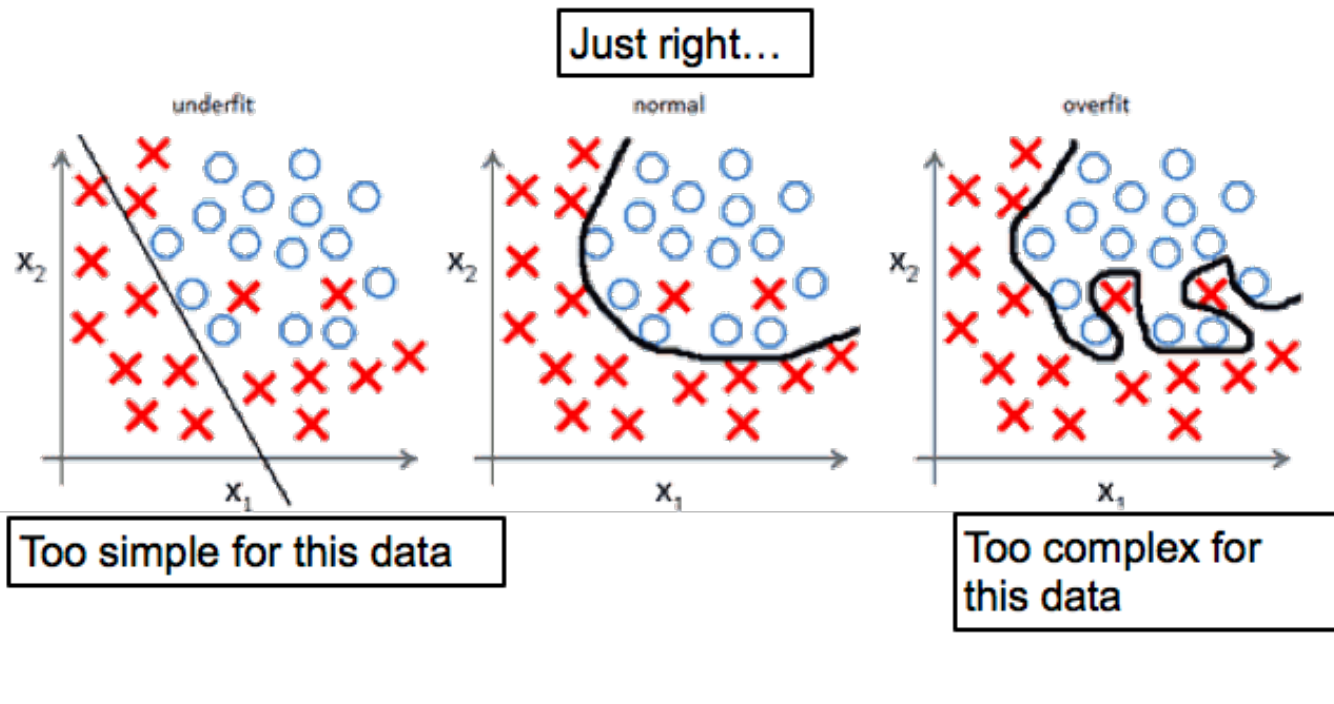 Just right...
underfit
normal
overfit
x2
x2
x2
x1
x1
x1
Too simple for this data
Too complex for
this data